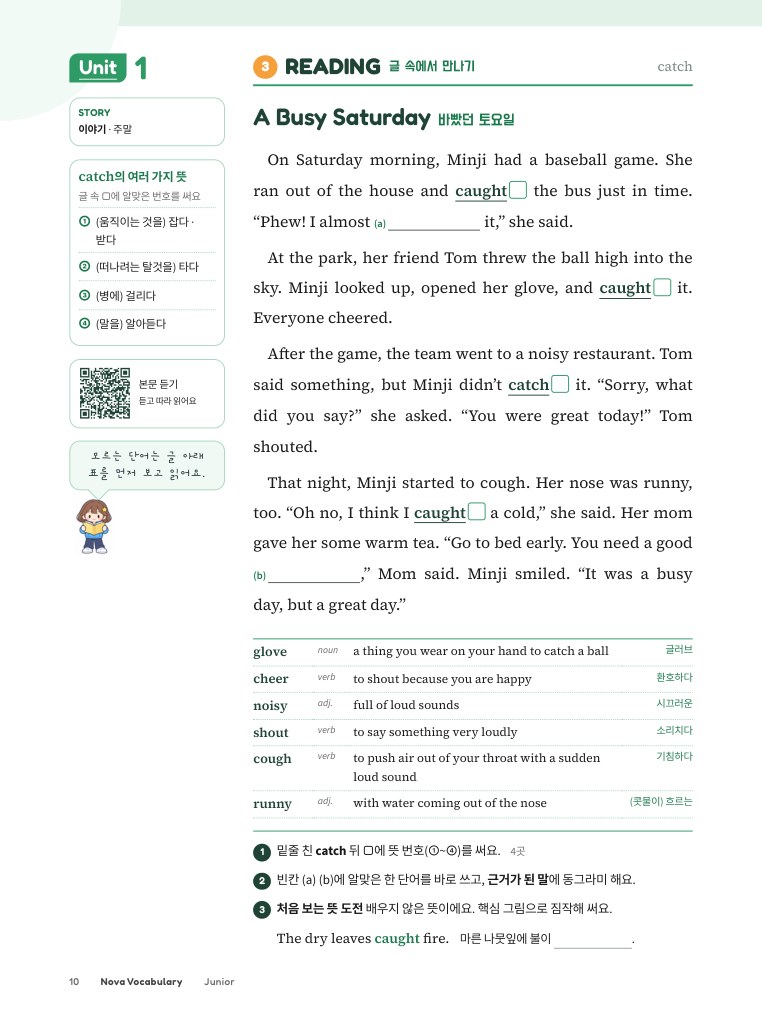 Unit 1
3 READING 글 속에서 만나기 catch
STORY
이야기 · 주말
catch의 여러 가지 뜻
글 속 ▢에 알맞은 번호를 써요
① (움직이는 것을) 잡다 ·
받다
② (떠나려는 탈것을) 타다
③ (병에) 걸리다
④ (말을) 알아듣다
본문 듣기
듣고 따라 읽어요
모르는 단어는 글 아래
표를 먼저 보고 읽어요.
A Busy Saturday 바빴던 토요일
On Saturday morning, Minji had a baseball game. She
ran out of the house and caught▢ the bus just in time.
“Phew! I almost (a) ____________ it,” she said.
At the park, her friend Tom threw the ball high into the
sky. Minji looked up, opened her glove, and caught▢ it.
Everyone cheered.
After the game, the team went to a noisy restaurant. Tom
said something, but Minji didn’t catch▢ it. “Sorry, what
did you say?” she asked. “You were great today!” Tom
shouted.
That night, Minji started to cough. Her nose was runny,
too. “Oh no, I think I caught▢ a cold,” she said. Her mom
gave her some warm tea. “Go to bed early. You need a good
(b) ____________,” Mom said. Minji smiled. “It was a busy
day, but a great day.”
glove noun a thing you wear on your hand to catch a ball 글러브
cheer verb to shout because you are happy 환호하다
noisy adj. full of loud sounds 시끄러운
shout verb to say something very loudly 소리치다
cough verb to push air out of your throat with a sudden 기침하다
loud sound
runny adj. with water coming out of the nose (콧물이) 흐르는
1 밑줄 친 catch 뒤 ▢에 뜻 번호(①~④)를 써요. 4곳
2 빈칸 (a) (b)에 알맞은 한 단어를 바로 쓰고, 근거가 된 말에 동그라미 해요.
3 처음 보는 뜻 도전 배우지 않은 뜻이에요. 핵심 그림으로 짐작해 써요.
The dry leaves caught fire. 마른 나뭇잎에 불이 ____________.
10 Nova Vocabulary Junior